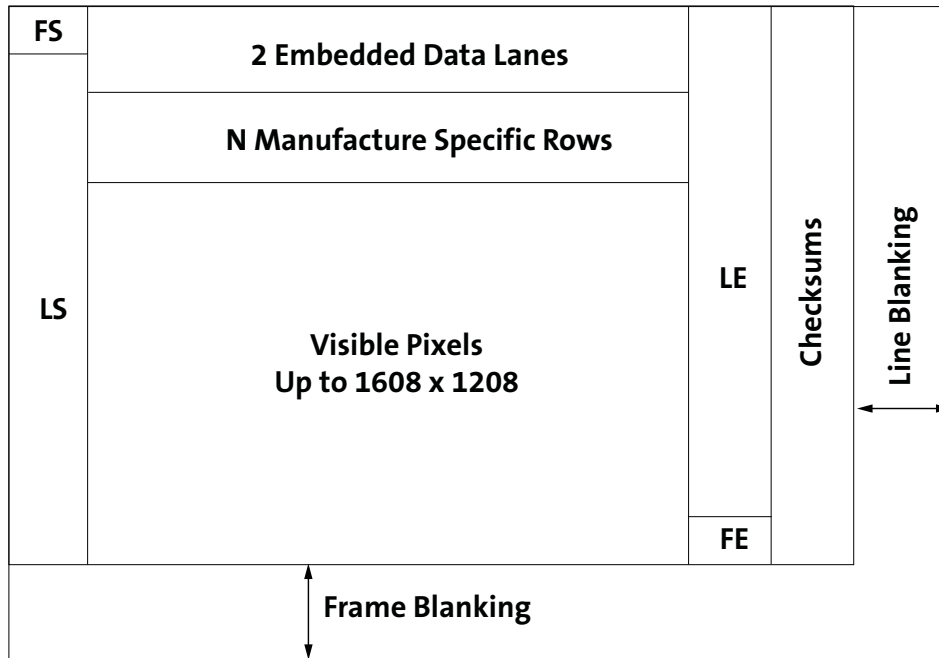 FS
2 Embedded Data Lanes
N Manufacture Specific Rows
LS
Visible Pixels
Up to 1608 x 1208
LE
Checksums
Line Blanking
FE
Frame Blanking